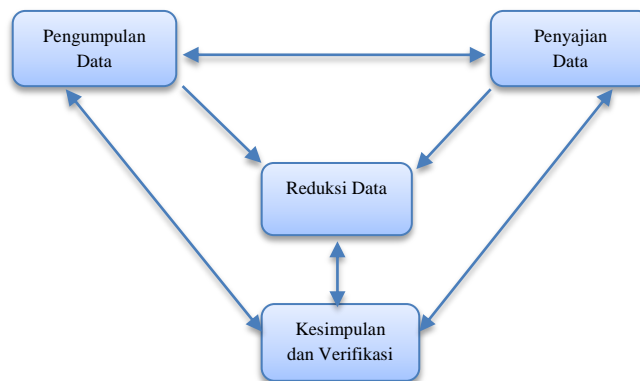 Pengumpulan
Data
Penyajian
Data
Reduksi Data
Kesimpulan
dan Verifikasi